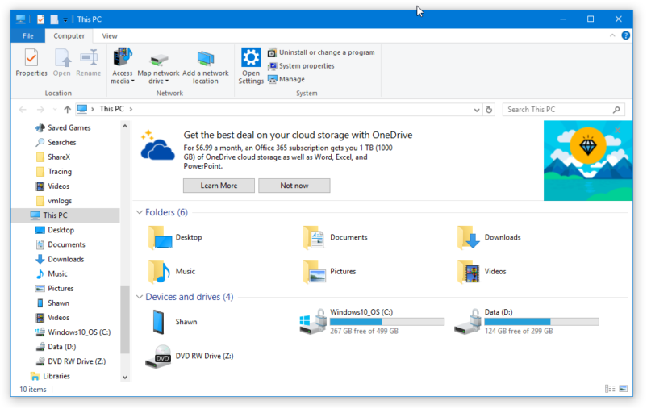 This PC
File Computer View
Properties Open Rename Access media Map network drive Add a network location Open Settings
Uninstall or change a program
System properties
Manage
Location Network System
This PC Search This PC
Saved Games
Searches
ShareX
Tracing
Videos
vmlogs
This PC
Desktop
Documents
Downloads
Music
Pictures
Shawn
Videos
Windows10_OS (C:)
Data (D:)
DVD RW Drive (Z:)
Libraries
Get the best deal on your cloud storage with OneDrive
For $6.99 a month, an Office 365 subscription gets you 1 TB (1000
GB) of OneDrive cloud storage as well as Word, Excel, and
PowerPoint.
Learn More Not now
Folders (6)
Desktop Documents Downloads
Music Pictures Videos
Devices and drives (4)
Shawn
Windows10_OS (C:)
267 GB free of 499 GB
Data (D:)
124 GB free of 299 GB
DVD RW Drive (Z:)
DVD
10 items